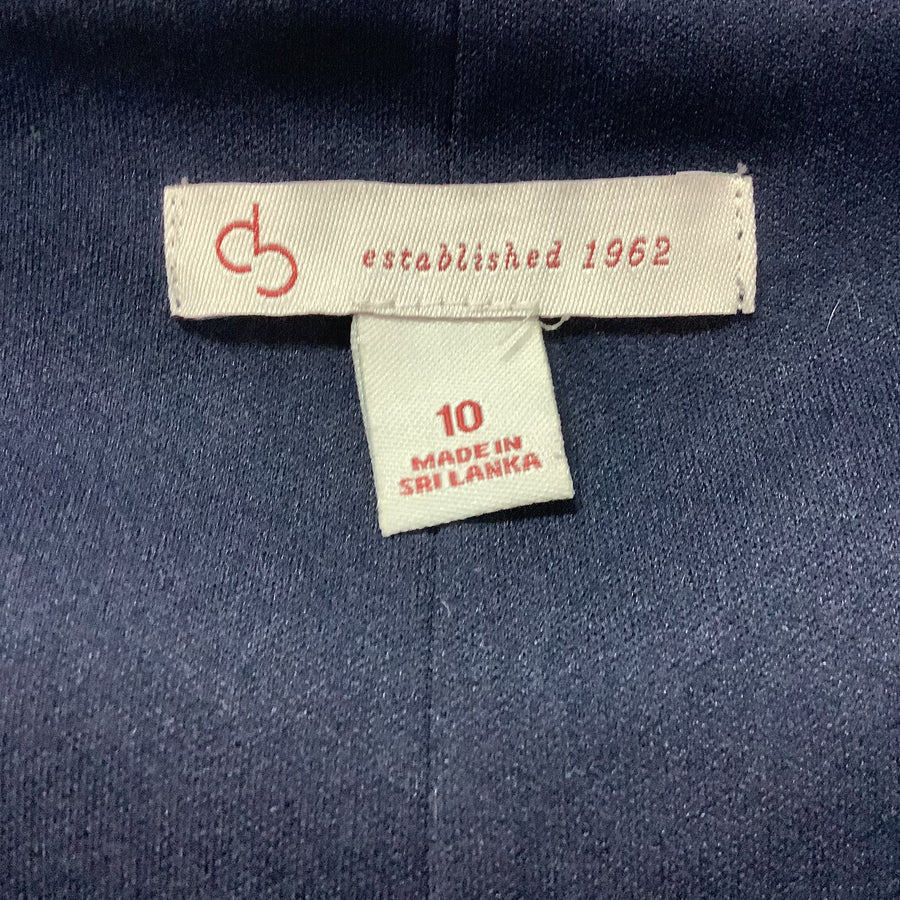 established 1962
10
MADE IN
SRI LANKA